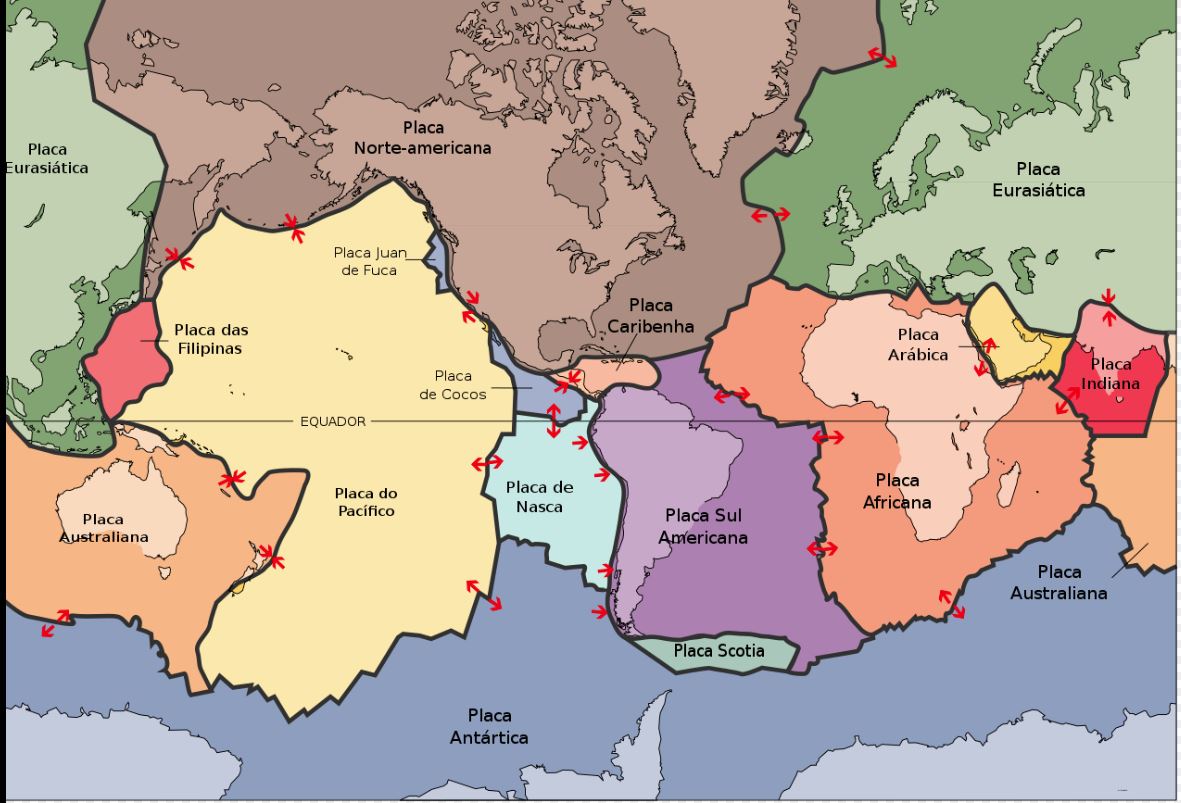 Placa
Norte-americana
Placa
Eurasiática
Placa
Eurasiática
Placa Juan
de Fuca
Placa
Caribenha
Placa das
Filipinas
Placa
Arábica
Placa
Indiana
Placa
de Cocos
EQUADOR
Placa do
Pacífico
Placa de
Nasca
Placa Sul
Americana
Placa
Africana
Placa
Australiana
Placa
Australiana
Placa Scotia
Placa
Antártica